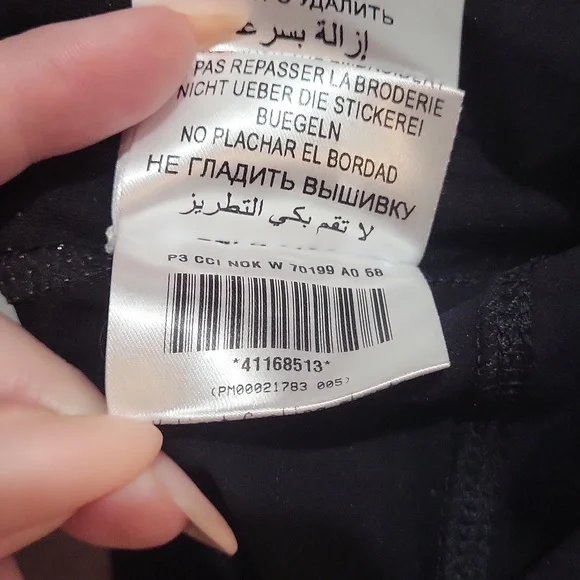 УДАЛИТЬ
إزالة بسرعة
PAS REPASSER LA BRODERIE
NICHT UEBER DIE STICKEREI
BUEGELN
NO PLACHAR EL BORDAD
НЕ ГЛАДИТЬ ВЫШИВКУ
لا تقم بكي التطريز
P3 CCI NOK W 70199 A0 58
*41168513*
(PM00021783 005)